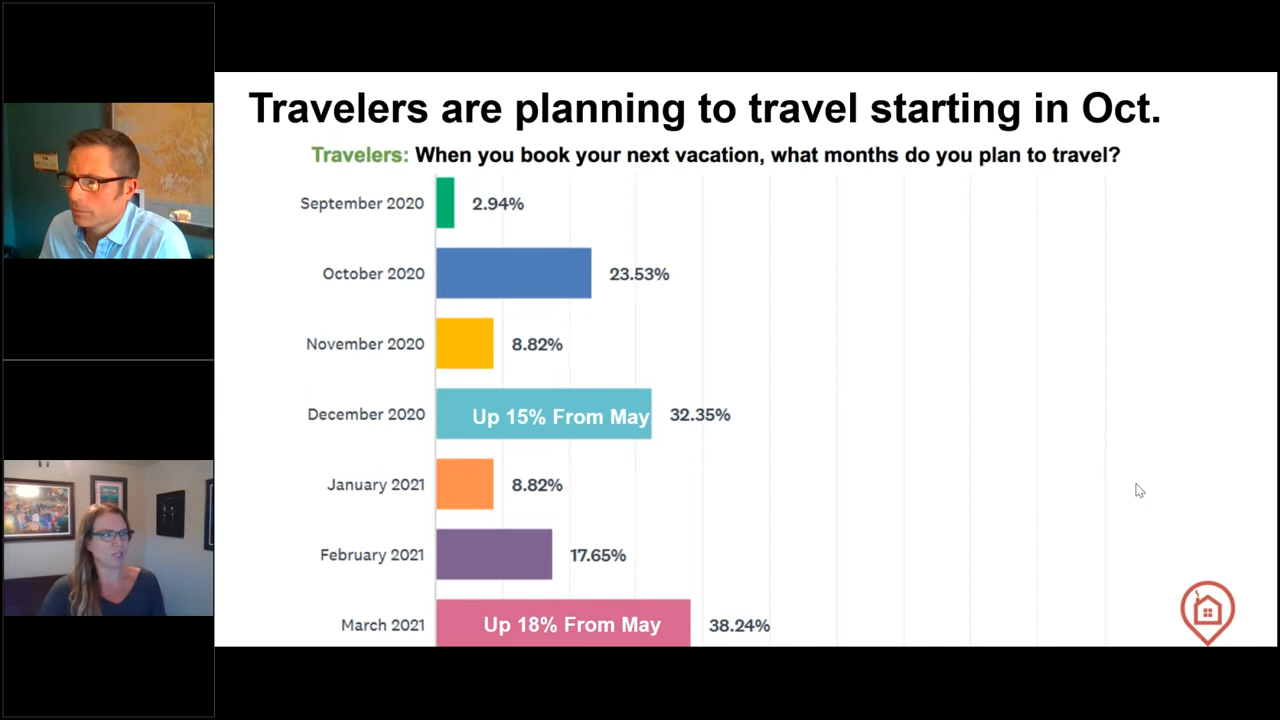 Travelers are planning to travel starting in Oct.
Travelers: When you book your next vacation, what months do you plan to travel?
September 2020 2.94%
October 2020 23.53%
November 2020 8.82%
December 2020 Up 15% From May 32.35%
January 2021 8.82%
February 2021 17.65%
March 2021 Up 18% From May 38.24%